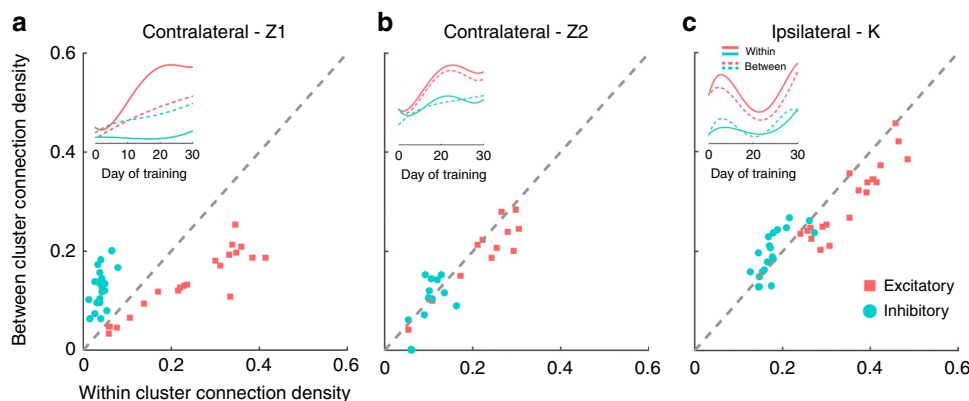 a
Contralateral - Z1
b
Contralateral - Z2
c
Ipsilateral - K
Between cluster connection density
0.6
0.4
0.2
0
0 10 20 30
Day of training
0 0.2 0.4 0.6
0 10 20 30
Day of training
0 0.2 0.4 0.6
Within
Between
0 10 20 30
Day of training
Excitatory
Inhibitory
0 0.2 0.4 0.6
Within cluster connection density